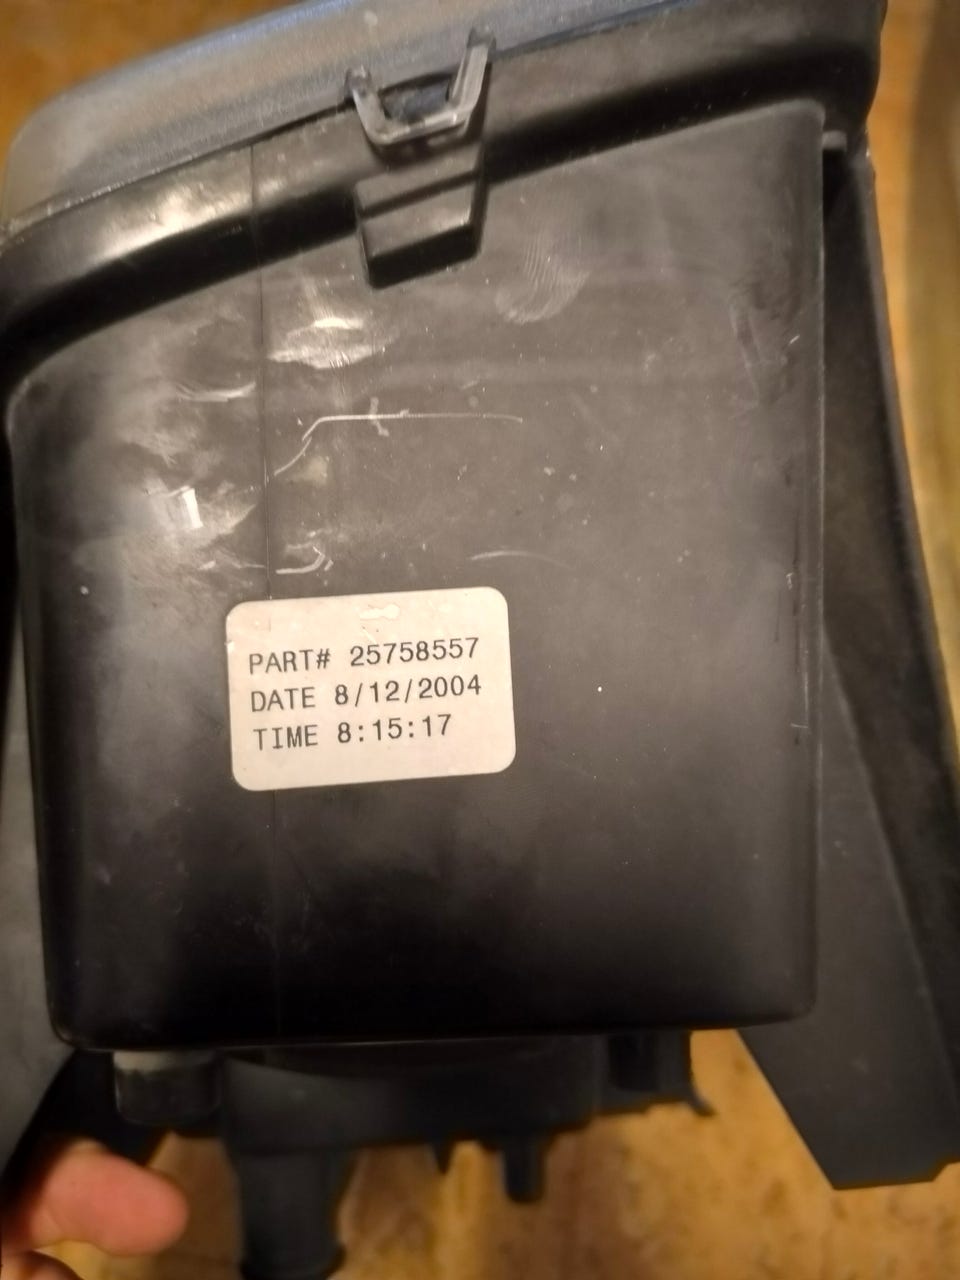 PART# 25758557
DATE 8/12/2004
TIME 8:15:17